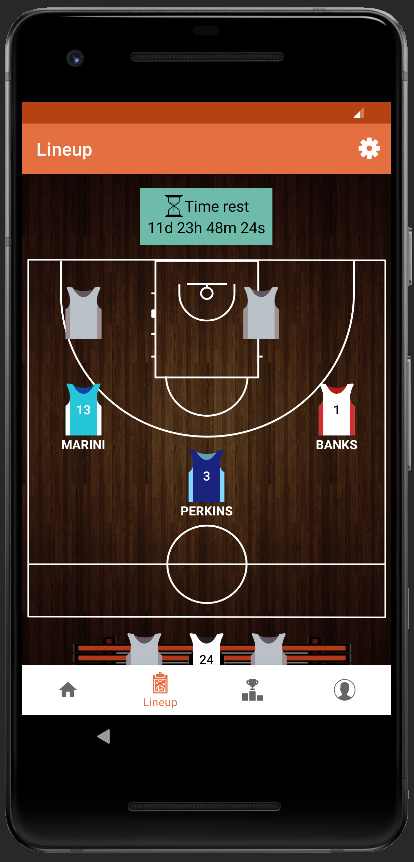 Lineup
Time rest
11d 23h 48m 24s
13
MARINI
1
BANKS
3
PERKINS
24
Lineup